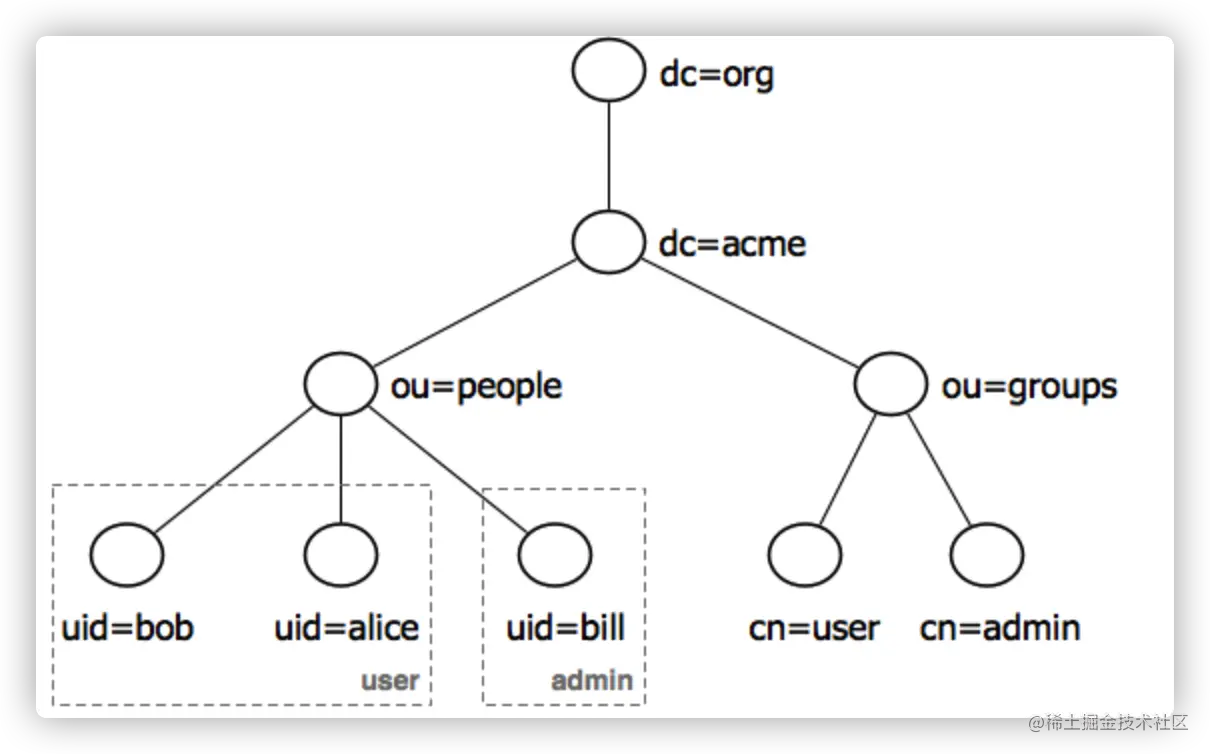 dc=org
dc=acme
ou=people
ou=groups
uid=bob
uid=alice
uid=bill
cn=user
cn=admin
user
admin
@稀土掘金技术社区